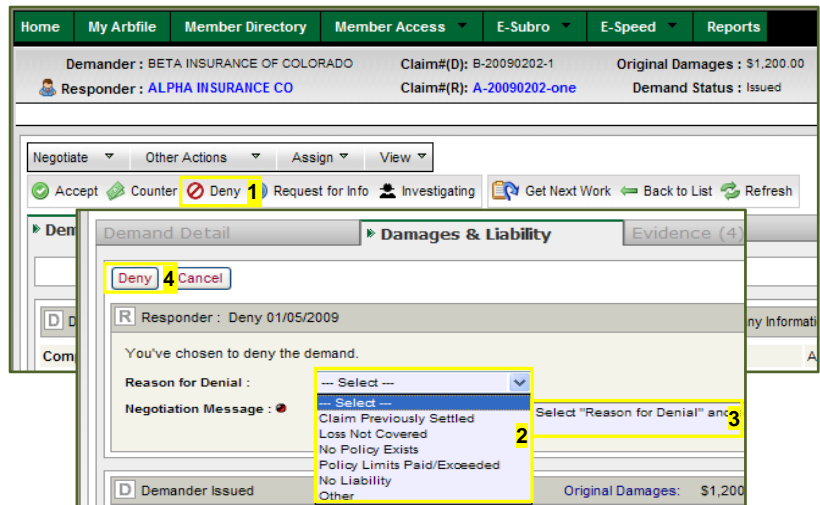 Home My Arbfile Member Directory Member Access E-Subro E-Speed Reports
Demander : BETA INSURANCE OF COLORADO Claim#(D): B-20090202-1 Original Damages : $1,200.00
Responder : ALPHA INSURANCE CO Claim#(R): A-20090202-one Demand Status : Issued
Negotiate Other Actions Assign View
Accept Counter Deny 1 Request for Info Investigating Get Next Work Back to List Refresh
Dem
Demand Detail Damages & Liability Evidence (4)
Deny 4 Cancel
R Responder : Deny 01/05/2009
D D ny Informati
You've chosen to deny the demand.
Com A
Reason for Denial : --- Select ---
Negotiation Message :
--- Select ---
Claim Previously Settled
Loss Not Covered
No Policy Exists
Policy Limits Paid/Exceeded
No Liability
Other
2
Select "Reason for Denial" and 3
D Demander Issued Original Damages: $1,200